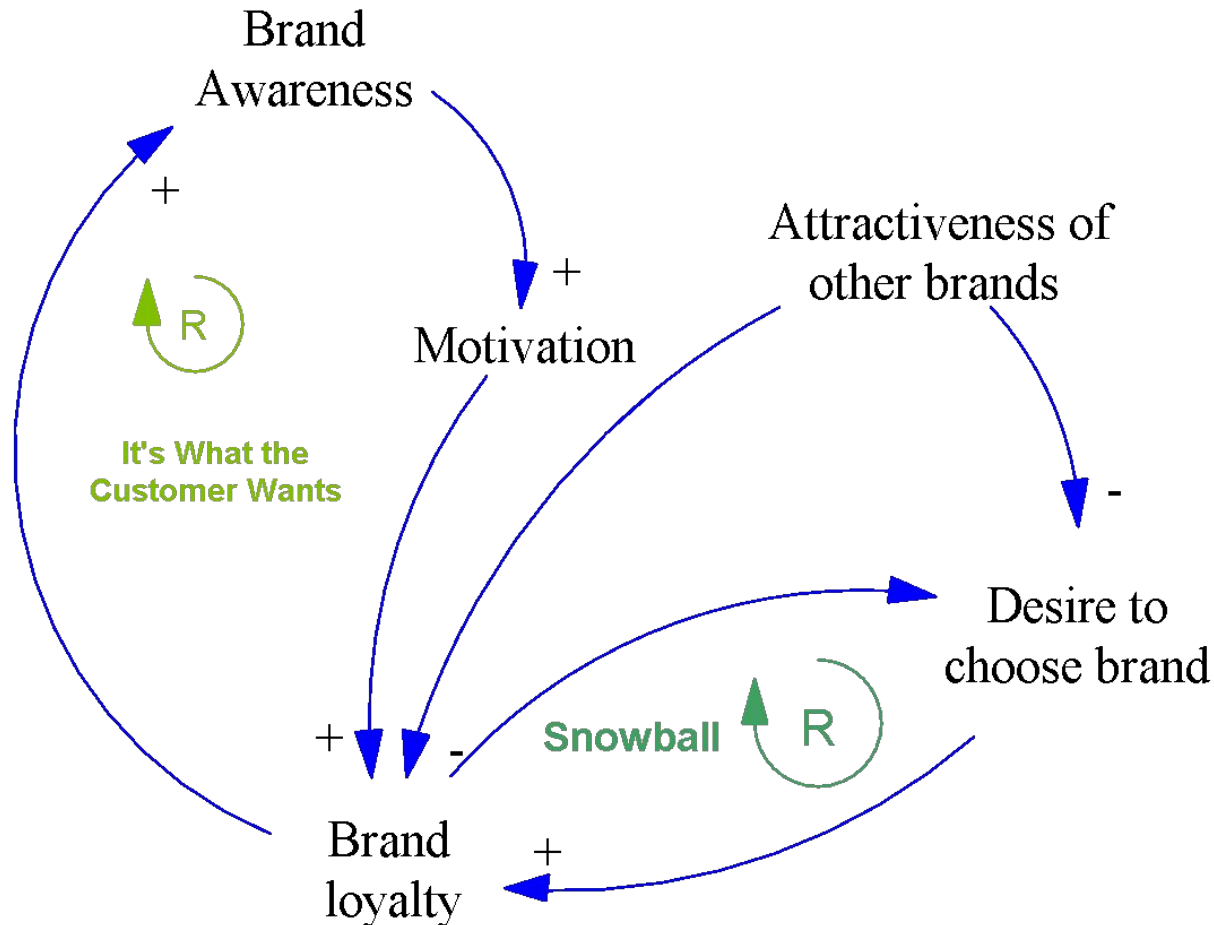 Brand
Awareness
+
+
Attractiveness of
other brands
R
Motivation
It's What the
Customer Wants
-
Desire to
choose brand
+
-
Snowball
R
Brand
loyalty
+